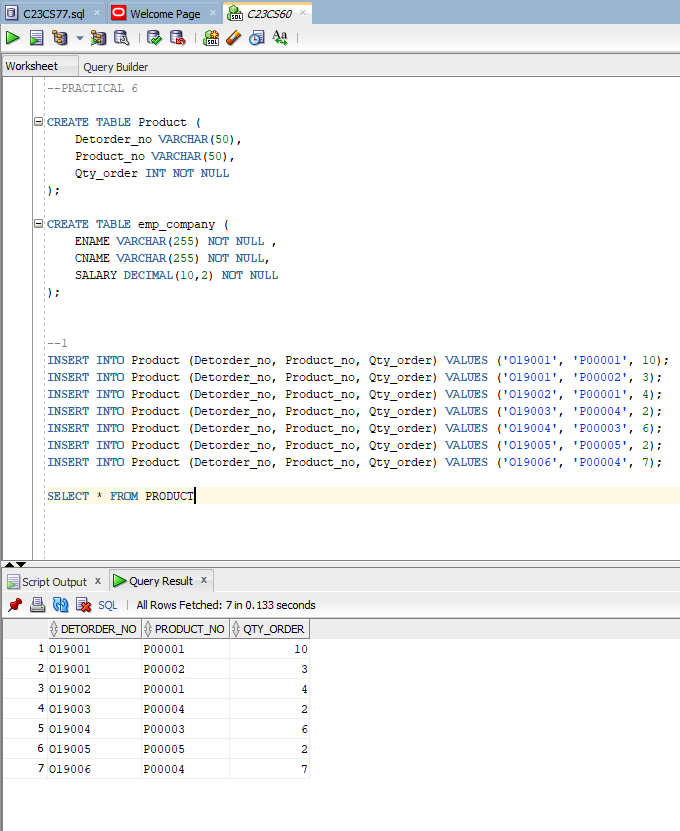 C23CS77.sql x Welcome Page x C23CS60 x
Worksheet Query Builder
--PRACTICAL 6
CREATE TABLE Product (
Detorder_no VARCHAR(50),
Product_no VARCHAR(50),
Qty_order INT NOT NULL
);
CREATE TABLE emp_company (
ENAME VARCHAR(255) NOT NULL ,
CNAME VARCHAR(255) NOT NULL,
SALARY DECIMAL(10,2) NOT NULL
);
--1
INSERT INTO Product (Detorder_no, Product_no, Qty_order) VALUES ('O19001', 'P00001', 10);
INSERT INTO Product (Detorder_no, Product_no, Qty_order) VALUES ('O19001', 'P00002', 3);
INSERT INTO Product (Detorder_no, Product_no, Qty_order) VALUES ('O19002', 'P00001', 4);
INSERT INTO Product (Detorder_no, Product_no, Qty_order) VALUES ('O19003', 'P00004', 2);
INSERT INTO Product (Detorder_no, Product_no, Qty_order) VALUES ('O19004', 'P00003', 6);
INSERT INTO Product (Detorder_no, Product_no, Qty_order) VALUES ('O19005', 'P00005', 2);
INSERT INTO Product (Detorder_no, Product_no, Qty_order) VALUES ('O19006', 'P00004', 7);
SELECT * FROM PRODUCT
Script Output x Query Result x
SQL | All Rows Fetched: 7 in 0.133 seconds
DETORDER_NO PRODUCT_NO QTY_ORDER
1 O19001 P00001 10
2 O19001 P00002 3
3 O19002 P00001 4
4 O19003 P00004 2
5 O19004 P00003 6
6 O19005 P00005 2
7 O19006 P00004 7